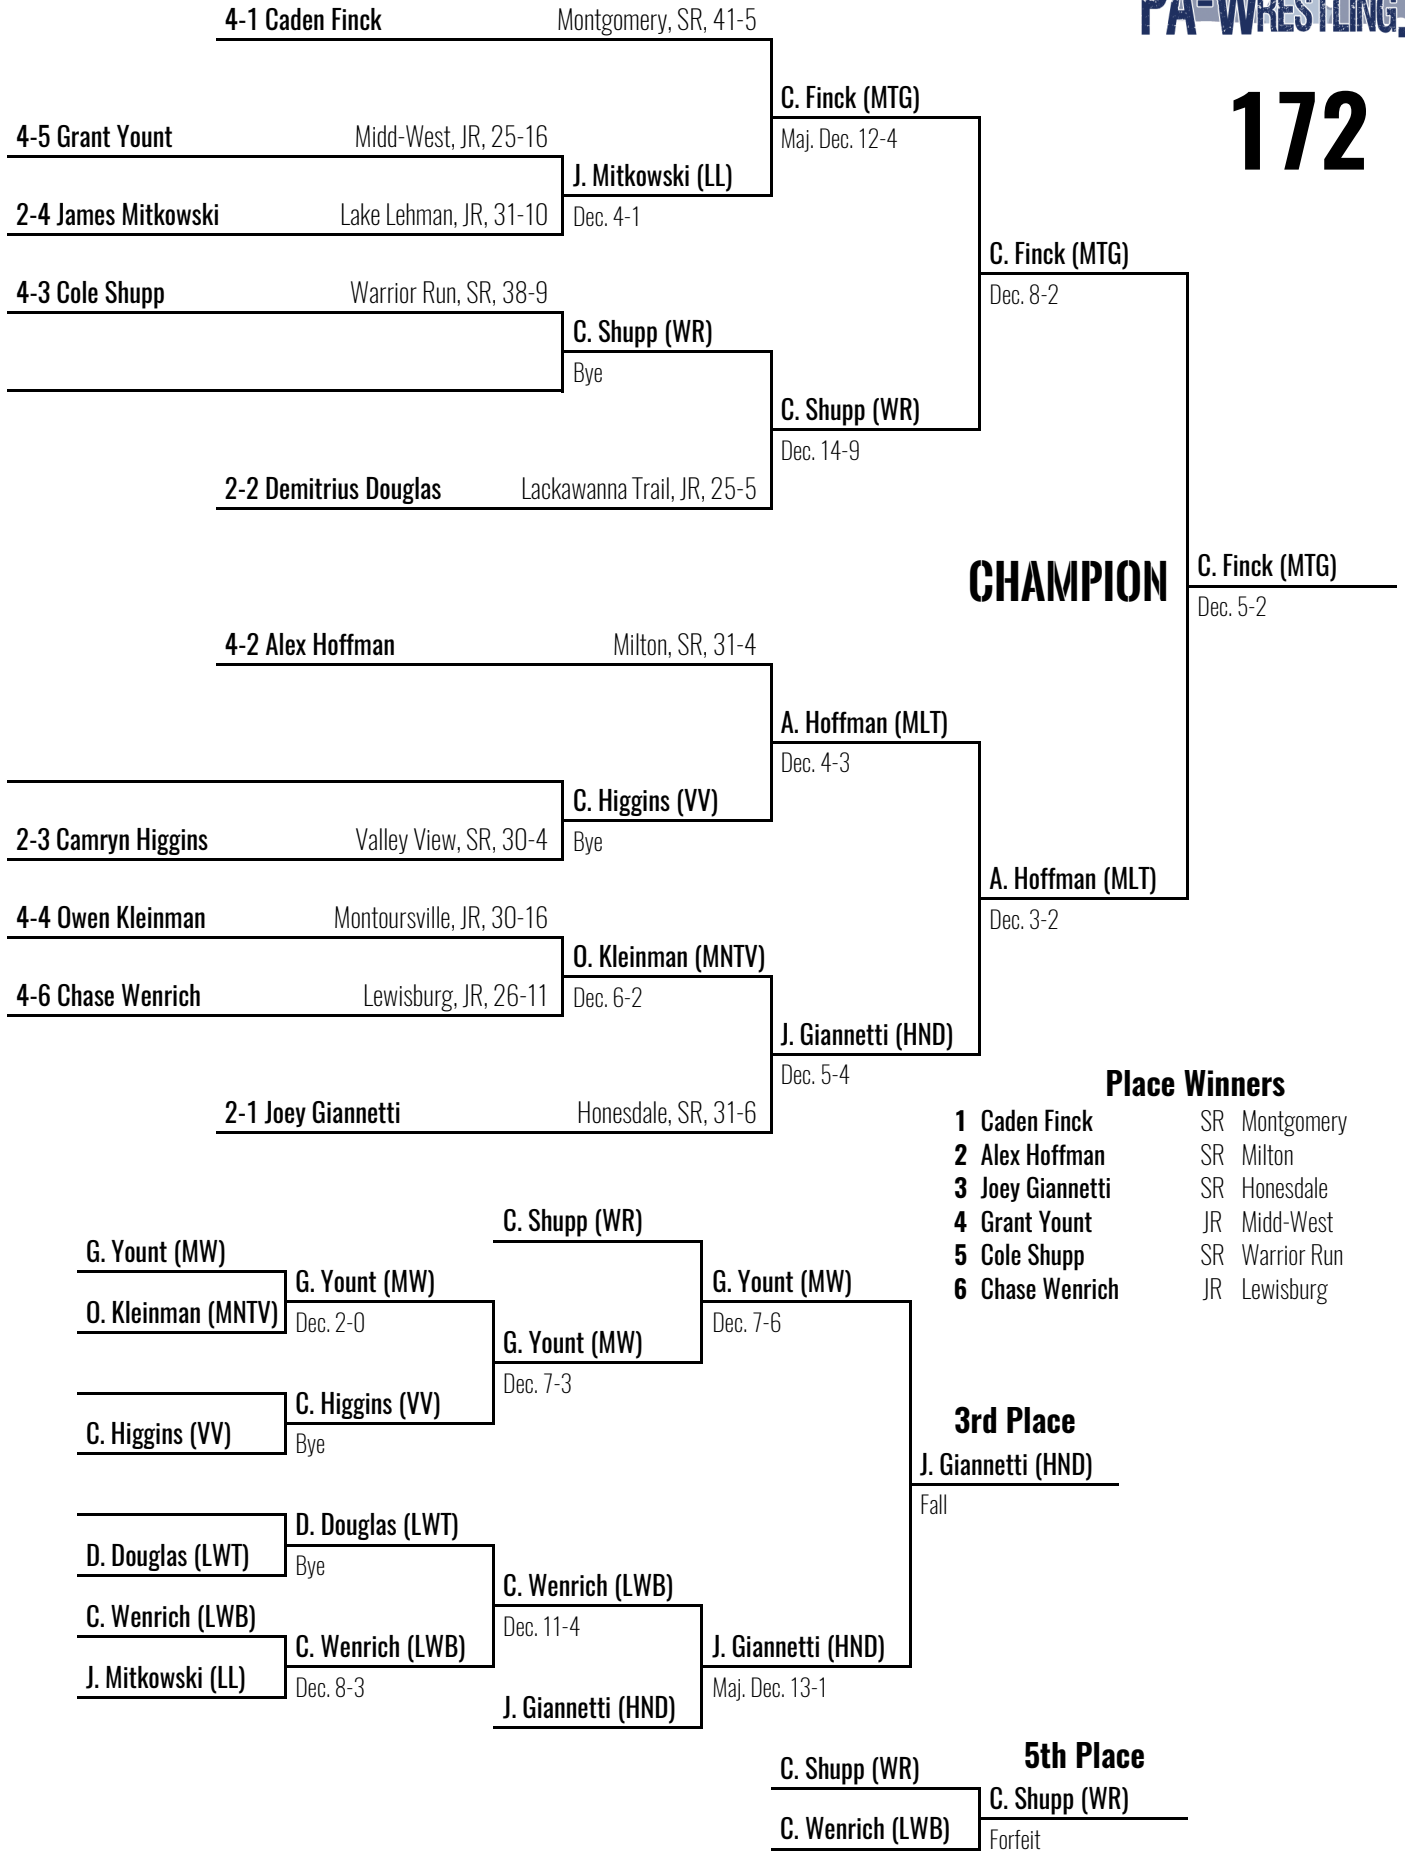 PA-WRESTLING.
172
4-1 Caden Finck Montgomery, SR, 41-5
C. Finck (MTG)
Maj. Dec. 12-4
4-5 Grant Yount Midd-West, JR, 25-16
J. Mitkowski (LL)
Dec. 4-1
2-4 James Mitkowski Lake Lehman, JR, 31-10
C. Finck (MTG)
Dec. 8-2
4-3 Cole Shupp Warrior Run, SR, 38-9
C. Shupp (WR)
Bye
C. Shupp (WR)
Dec. 14-9
2-2 Demitrius Douglas Lackawanna Trail, JR, 25-5
CHAMPION
C. Finck (MTG)
Dec. 5-2
4-2 Alex Hoffman Milton, SR, 31-4
A. Hoffman (MLT)
Dec. 4-3
C. Higgins (VV)
Bye
2-3 Camryn Higgins Valley View, SR, 30-4
A. Hoffman (MLT)
Dec. 3-2
4-4 Owen Kleinman Montoursville, JR, 30-16
O. Kleinman (MNTV)
Dec. 6-2
4-6 Chase Wenrich Lewisburg, JR, 26-11
J. Giannetti (HND)
Dec. 5-4
2-1 Joey Giannetti Honesdale, SR, 31-6
Place Winners
1 Caden Finck SR Montgomery
2 Alex Hoffman SR Milton
3 Joey Giannetti SR Honesdale
4 Grant Yount JR Midd-West
5 Cole Shupp SR Warrior Run
6 Chase Wenrich JR Lewisburg
C. Shupp (WR)
G. Yount (MW)
G. Yount (MW)
Dec. 2-0
O. Kleinman (MNTV)
G. Yount (MW)
Dec. 7-6
G. Yount (MW)
Dec. 7-3
C. Higgins (VV)
Bye
C. Higgins (VV)
3rd Place
J. Giannetti (HND)
Fall
D. Douglas (LWT)
Bye
D. Douglas (LWT)
C. Wenrich (LWB)
Dec. 11-4
C. Wenrich (LWB)
C. Wenrich (LWB)
Dec. 8-3
J. Mitkowski (LL)
J. Giannetti (HND)
Maj. Dec. 13-1
J. Giannetti (HND)
5th Place
C. Shupp (WR)
C. Shupp (WR)
Forfeit
C. Wenrich (LWB)